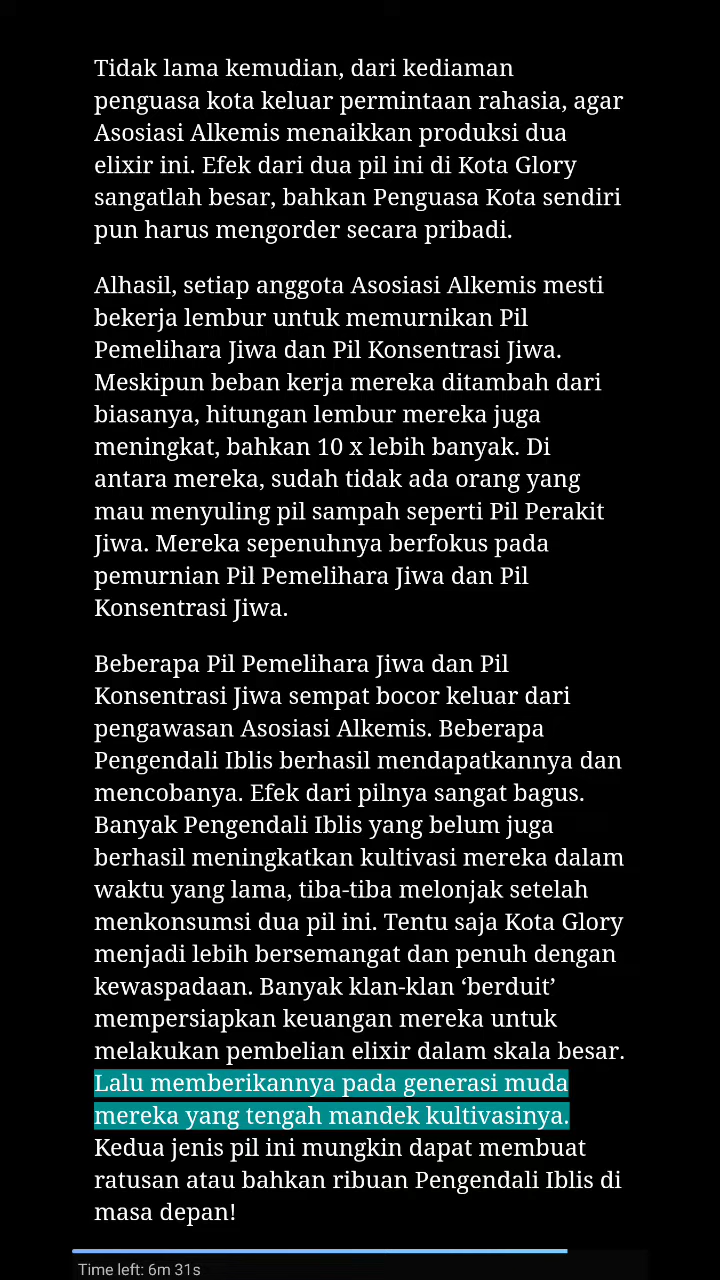 Tidak lama kemudian, dari kediaman
penguasa kota keluar permintaan rahasia, agar
Asosiasi Alkemis menaikkan produksi dua
elixir ini. Efek dari dua pil ini di Kota Glory
sangatlah besar, bahkan Penguasa Kota sendiri
pun harus mengorder secara pribadi.
Alhasil, setiap anggota Asosiasi Alkemis mesti
bekerja lembur untuk memurnikan Pil
Pemelihara Jiwa dan Pil Konsentrasi Jiwa.
Meskipun beban kerja mereka ditambah dari
biasanya, hitungan lembur mereka juga
meningkat, bahkan 10 x lebih banyak. Di
antara mereka, sudah tidak ada orang yang
mau menyuling pil sampah seperti Pil Perakit
Jiwa. Mereka sepenuhnya berfokus pada
pemurnian Pil Pemelihara Jiwa dan Pil
Konsentrasi Jiwa.
Beberapa Pil Pemelihara Jiwa dan Pil
Konsentrasi Jiwa sempat bocor keluar dari
pengawasan Asosiasi Alkemis. Beberapa
Pengendali Iblis berhasil mendapatkannya dan
mencobanya. Efek dari pilnya sangat bagus.
Banyak Pengendali Iblis yang belum juga
berhasil meningkatkan kultivasi mereka dalam
waktu yang lama, tiba-tiba melonjak setelah
menkonsumsi dua pil ini. Tentu saja Kota Glory
menjadi lebih bersemangat dan penuh dengan
kewaspadaan. Banyak klan-klan ‘berduit’
mempersiapkan keuangan mereka untuk
melakukan pembelian elixir dalam skala besar.
Lalu memberikannya pada generasi muda
mereka yang tengah mandek kultivasinya.
Kedua jenis pil ini mungkin dapat membuat
ratusan atau bahkan ribuan Pengendali Iblis di
masa depan!
Time left: 6m 31s